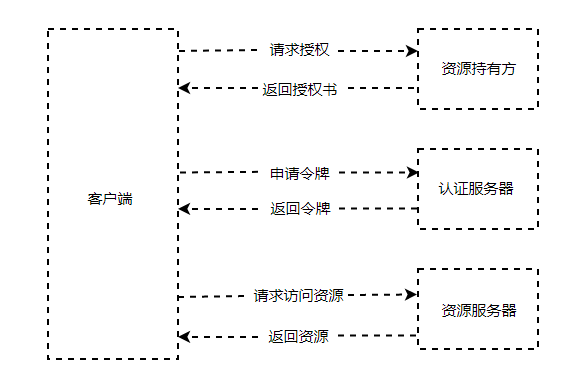 请求授权
资源持有方
返回授权书
申请令牌
认证服务器
客户端
返回令牌
请求访问资源
资源服务器
返回资源